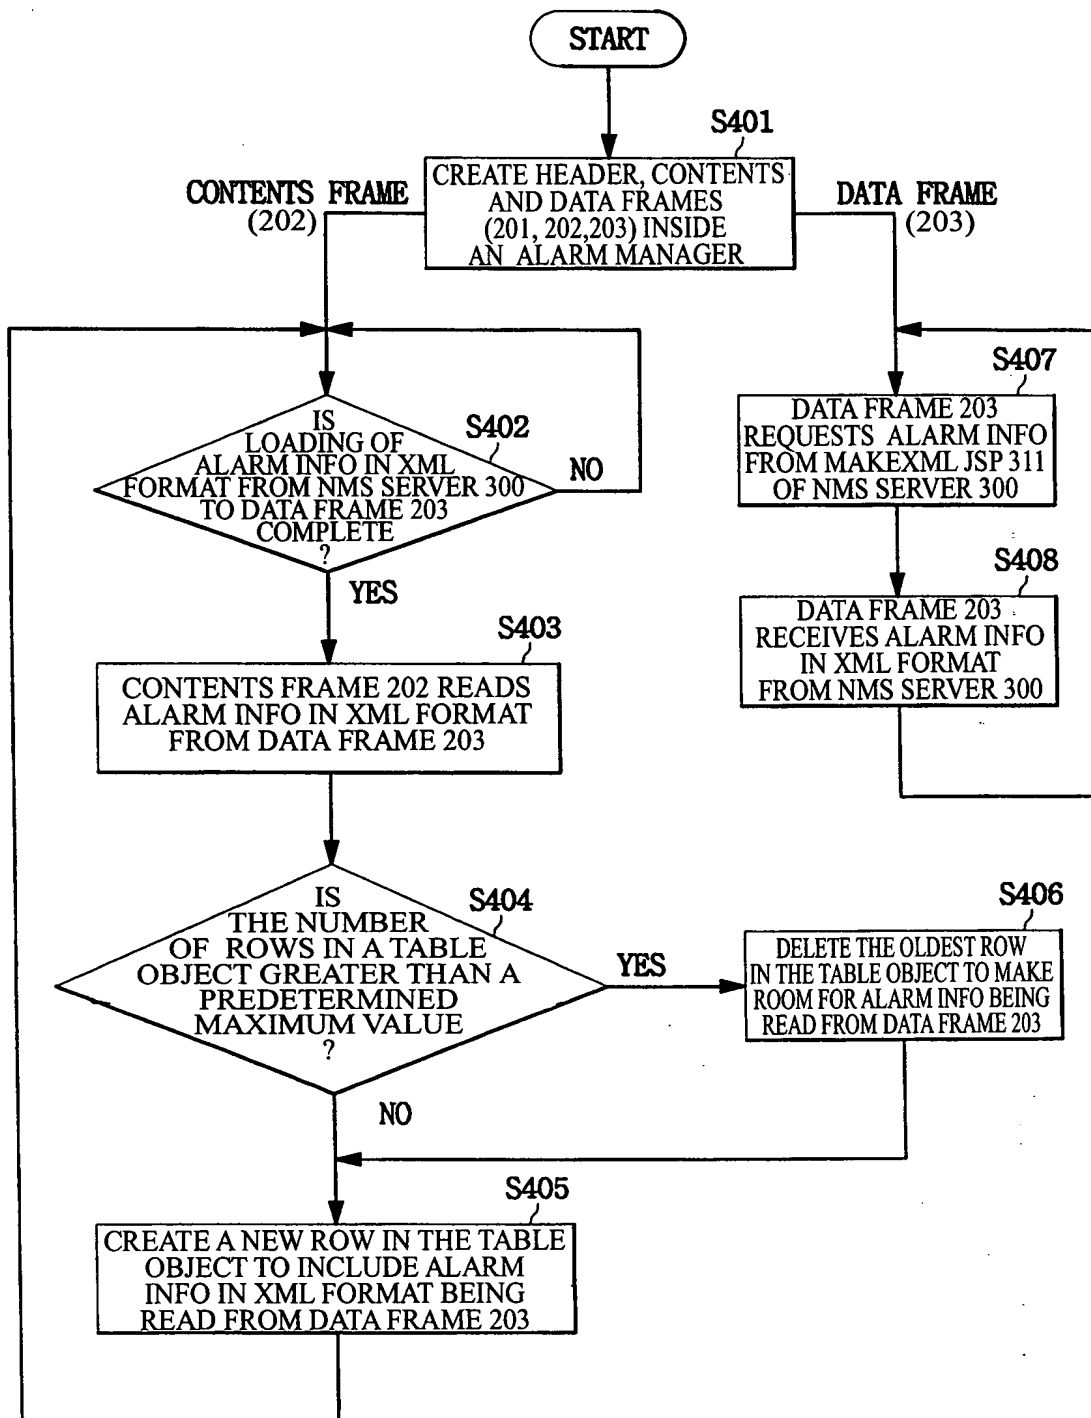 START
S401
CREATE HEADER, CONTENTS
AND DATA FRAMES
(201, 202,203) INSIDE
AN ALARM MANAGER
CONTENTS FRAME
(202)
DATA FRAME
(203)
S402
IS
LOADING OF
ALARM INFO IN XML
FORMAT FROM NMS SERVER 300
TO DATA FRAME 203
COMPLETE
?
NO
YES
S407
DATA FRAME 203
REQUESTS ALARM INFO
FROM MAKEXML JSP 311
OF NMS SERVER 300
S408
DATA FRAME 203
RECEIVES ALARM INFO
IN XML FORMAT
FROM NMS SERVER 300
S403
CONTENTS FRAME 202 READS
ALARM INFO IN XML FORMAT
FROM DATA FRAME 203
S404
IS
THE NUMBER
OF ROWS IN A TABLE
OBJECT GREATER THAN A
PREDETERMINED
MAXIMUM VALUE
?
YES
NO
S406
DELETE THE OLDEST ROW
IN THE TABLE OBJECT TO MAKE
ROOM FOR ALARM INFO BEING
READ FROM DATA FRAME 203
S405
CREATE A NEW ROW IN THE TABLE
OBJECT TO INCLUDE ALARM
INFO IN XML FORMAT BEING
READ FROM DATA FRAME 203